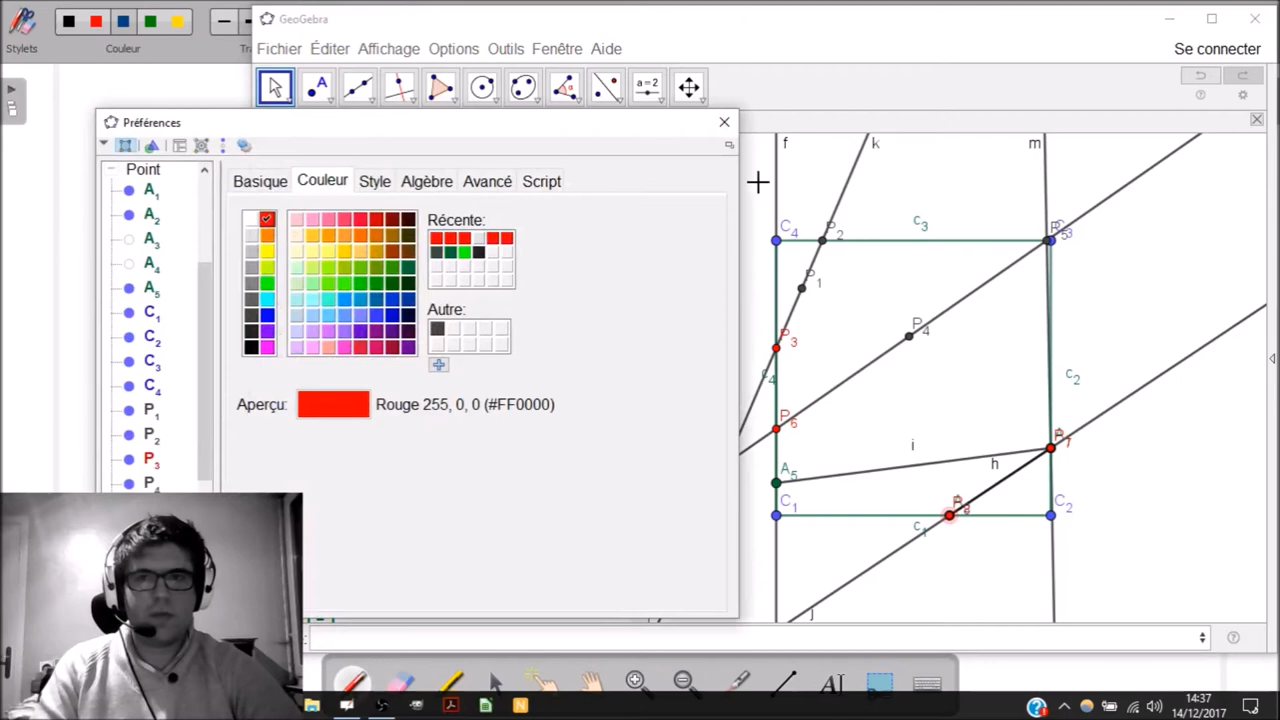 GeoGebra
Fichier Éditer Affichage Options Outils Fenêtre Aide
Se connecter
Stylets
Couleur
a=2
Préférences
Basique Couleur Style Algèbre Avancé Script
Point
A1
A2
A3
A4
A5
C1
C2
C3
C4
P1
P2
P3
P4
Récente:
Autre:
Aperçu:
Rouge 255, 0, 0 (#FF0000)
f
k
m
C4
P2
c3
P1
P3
P4
c4
c2
P6
i
h
A5
C1
C2
c1
j
14:37
14/12/2017